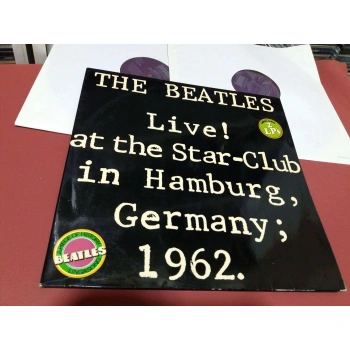 THE BEATLES
2
LPs
Live!
at the Star-Club
in Hamburg,
Germany;
1962.
BEATLES